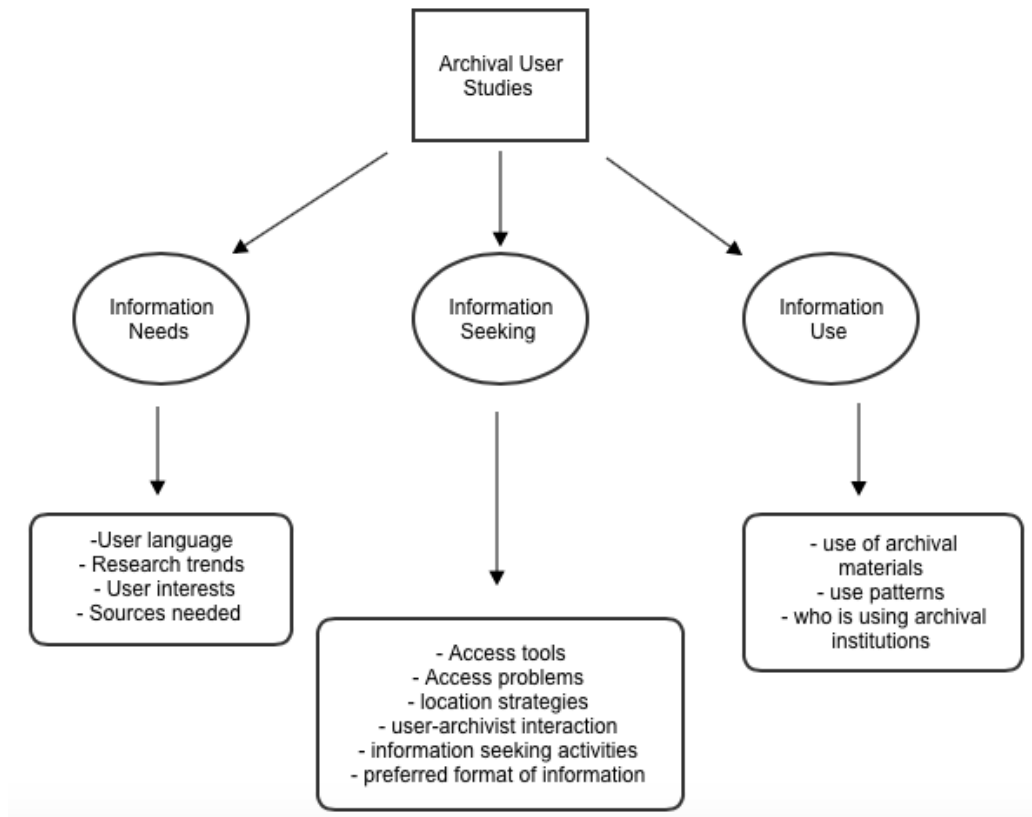 Archival User
Studies
Information
Needs
Information
Seeking
Information
Use
-User language
- Research trends
- User interests
- Sources needed
- Access tools
- Access problems
- location strategies
- user-archivist interaction
- information seeking activities
- preferred format of information
- use of archival
materials
- use patterns
- who is using archival
institutions